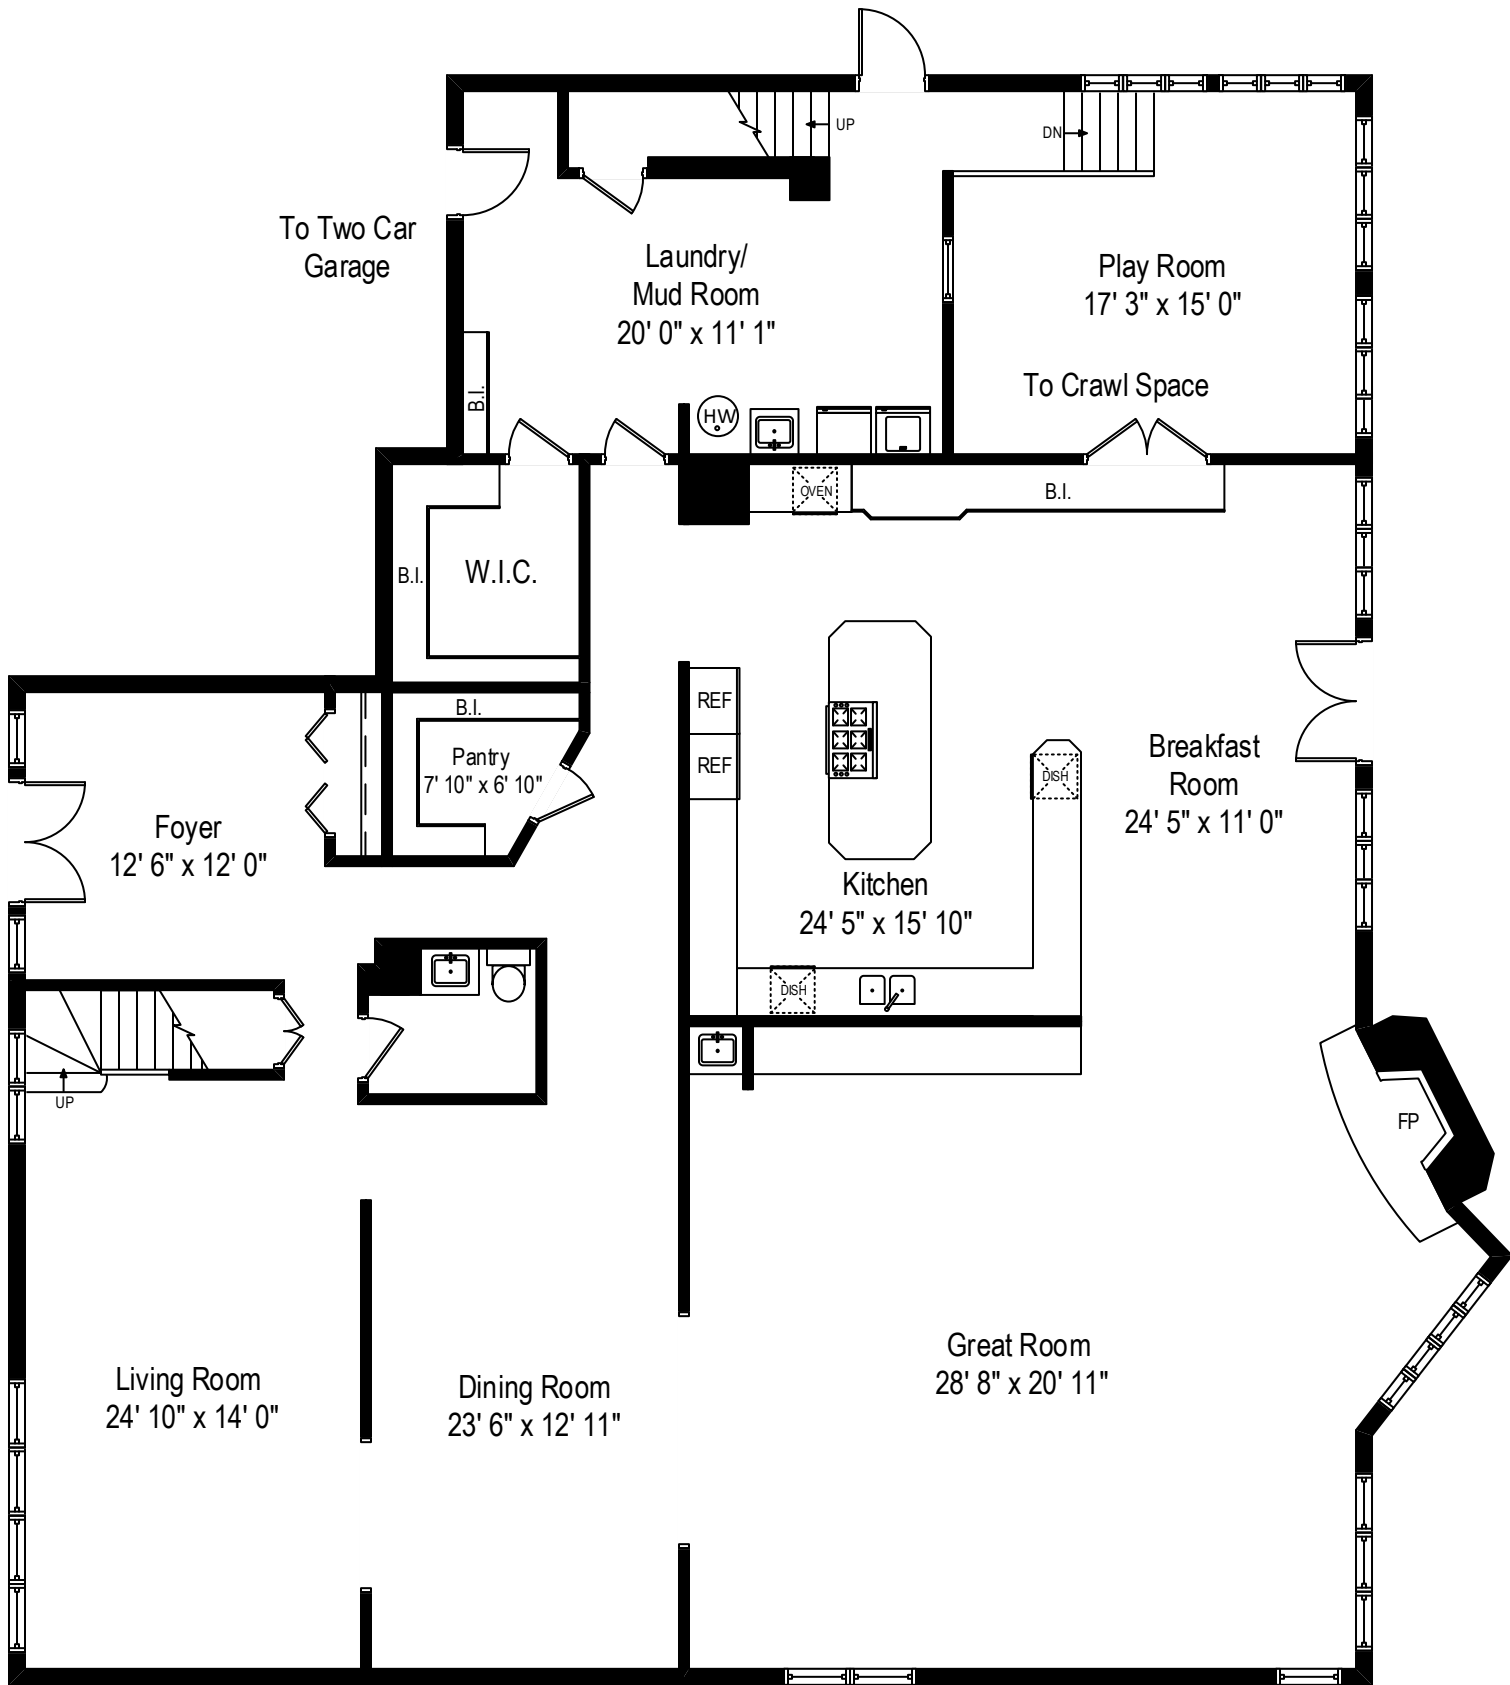 UP
DN
To Two Car
Garage
Laundry/
Mud Room
20' 0" x 11' 1"
Play Room
17' 3" x 15' 0"
To Crawl Space
B.I.
HW
OVEN
B.I.
B.I.
W.I.C.
B.I.
Pantry
7' 10" x 6' 10"
REF
REF
DISH
Breakfast
Room
24' 5" x 11' 0"
Foyer
12' 6" x 12' 0"
Kitchen
24' 5" x 15' 10"
DISH
UP
FP
Great Room
28' 8" x 20' 11"
Living Room
24' 10" x 14' 0"
Dining Room
23' 6" x 12' 11"